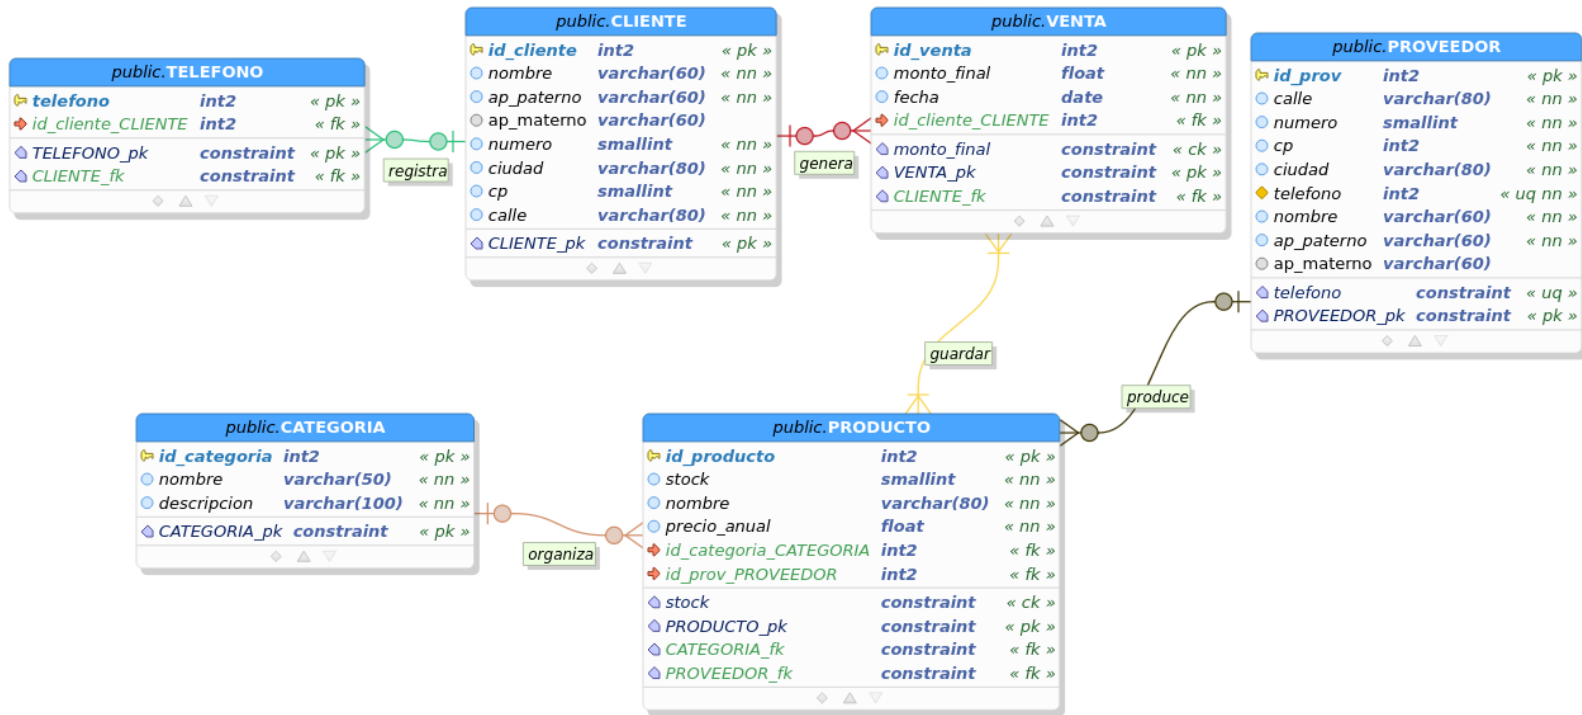 public.TELEFONO
telefono int2 « pk »
id_cliente_CLIENTE int2 « fk »
TELEFONO_pk constraint « pk »
CLIENTE_fk constraint « fk »
registra
public.CLIENTE
id_cliente int2 « pk »
nombre varchar(60) « nn »
ap_paterno varchar(60) « nn »
ap_materno varchar(60)
numero smallint « nn »
ciudad varchar(80) « nn »
cp smallint « nn »
calle varchar(80) « nn »
CLIENTE_pk constraint « pk »
genera
public.VENTA
id_venta int2 « pk »
monto_final float « nn »
fecha date « nn »
id_cliente_CLIENTE int2 « fk »
monto_final constraint « ck »
VENTA_pk constraint « pk »
CLIENTE_fk constraint « fk »
public.PROVEEDOR
id_prov int2 « pk »
calle varchar(80) « nn »
numero smallint « nn »
cp int2 « nn »
ciudad varchar(80) « nn »
telefono int2 « uq nn »
nombre varchar(60) « nn »
ap_paterno varchar(60) « nn »
ap_materno varchar(60)
telefono constraint « uq »
PROVEEDOR_pk constraint « pk »
guardar
produce
public.CATEGORIA
id_categoria int2 « pk »
nombre varchar(50) « nn »
descripcion varchar(100) « nn »
CATEGORIA_pk constraint « pk »
organiza
public.PRODUCTO
id_producto int2 « pk »
stock smallint « nn »
nombre varchar(80) « nn »
precio_anual float « nn »
id_categoria_CATEGORIA int2 « fk »
id_prov_PROVEEDOR int2 « fk »
stock constraint « ck »
PRODUCTO_pk constraint « pk »
CATEGORIA_fk constraint « fk »
PROVEEDOR_fk constraint « fk »